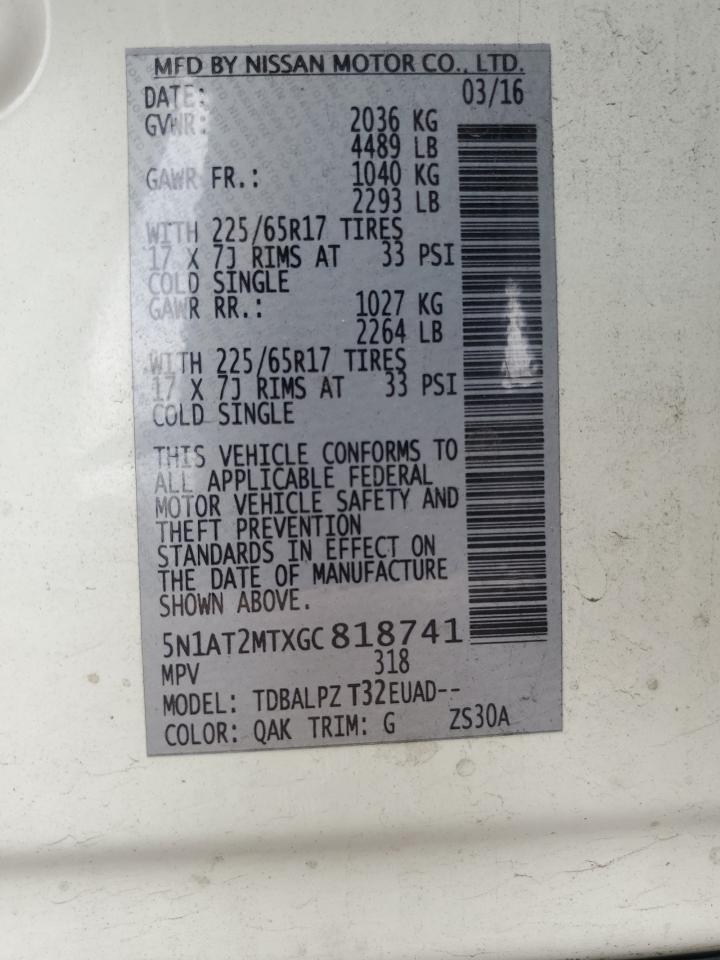 MFD BY NISSAN MOTOR CO., LTD.
DATE: 03/16
GVWR: 2036 KG
4489 LB
GAWR FR.: 1040 KG
2293 LB
WITH 225/65R17 TIRES
17 X 7J RIMS AT 33 PSI
COLD SINGLE
GAWR RR.: 1027 KG
2264 LB
WITH 225/65R17 TIRES
17 X 7J RIMS AT 33 PSI
COLD SINGLE
THIS VEHICLE CONFORMS TO
ALL APPLICABLE FEDERAL
MOTOR VEHICLE SAFETY AND
THEFT PREVENTION
STANDARDS IN EFFECT ON
THE DATE OF MANUFACTURE
SHOWN ABOVE.
5N1AT2MTXGC818741
MPV 318
MODEL: TDBALPZ T32EUAD--
COLOR: QAK TRIM: G ZS30A